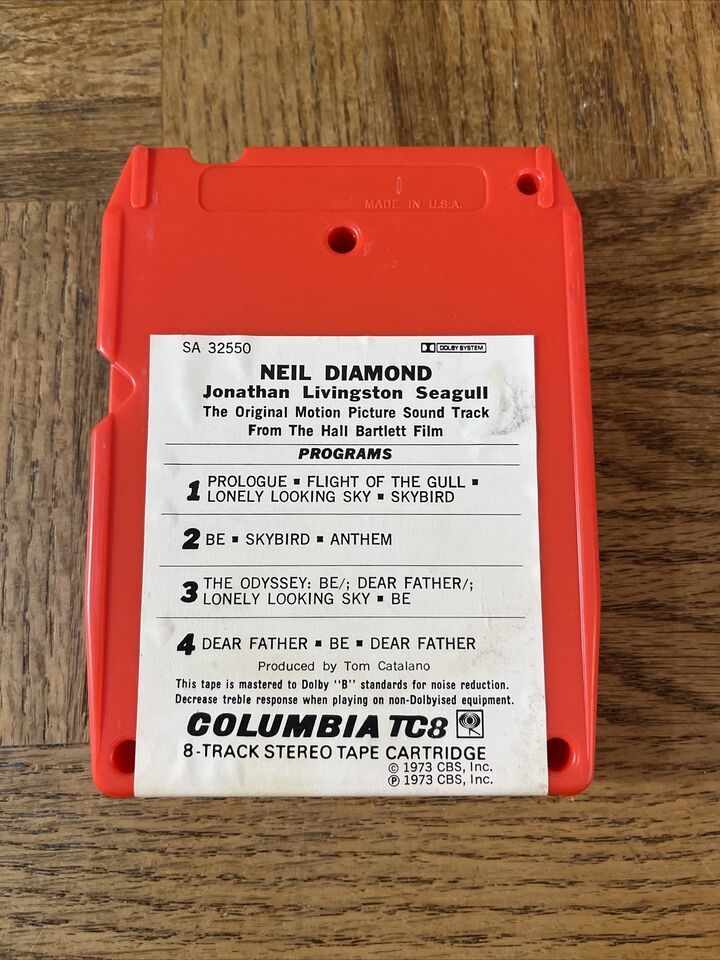 MADE IN U.S.A.
SA 32550
DOLBY SYSTEM
NEIL DIAMOND
Jonathan Livingston Seagull
The Original Motion Picture Sound Track
From The Hall Bartlett Film
PROGRAMS
1 PROLOGUE ▪ FLIGHT OF THE GULL ▪
LONELY LOOKING SKY ▪ SKYBIRD
2 BE ▪ SKYBIRD ▪ ANTHEM
3 THE ODYSSEY: BE/; DEAR FATHER/;
LONELY LOOKING SKY ▪ BE
4 DEAR FATHER ▪ BE ▪ DEAR FATHER
Produced by Tom Catalano
This tape is mastered to Dolby "B" standards for noise reduction.
Decrease treble response when playing on non-Dolbyised equipment.
COLUMBIA TC8
8-TRACK STEREO TAPE CARTRIDGE
© 1973 CBS, Inc.
℗ 1973 CBS, Inc.